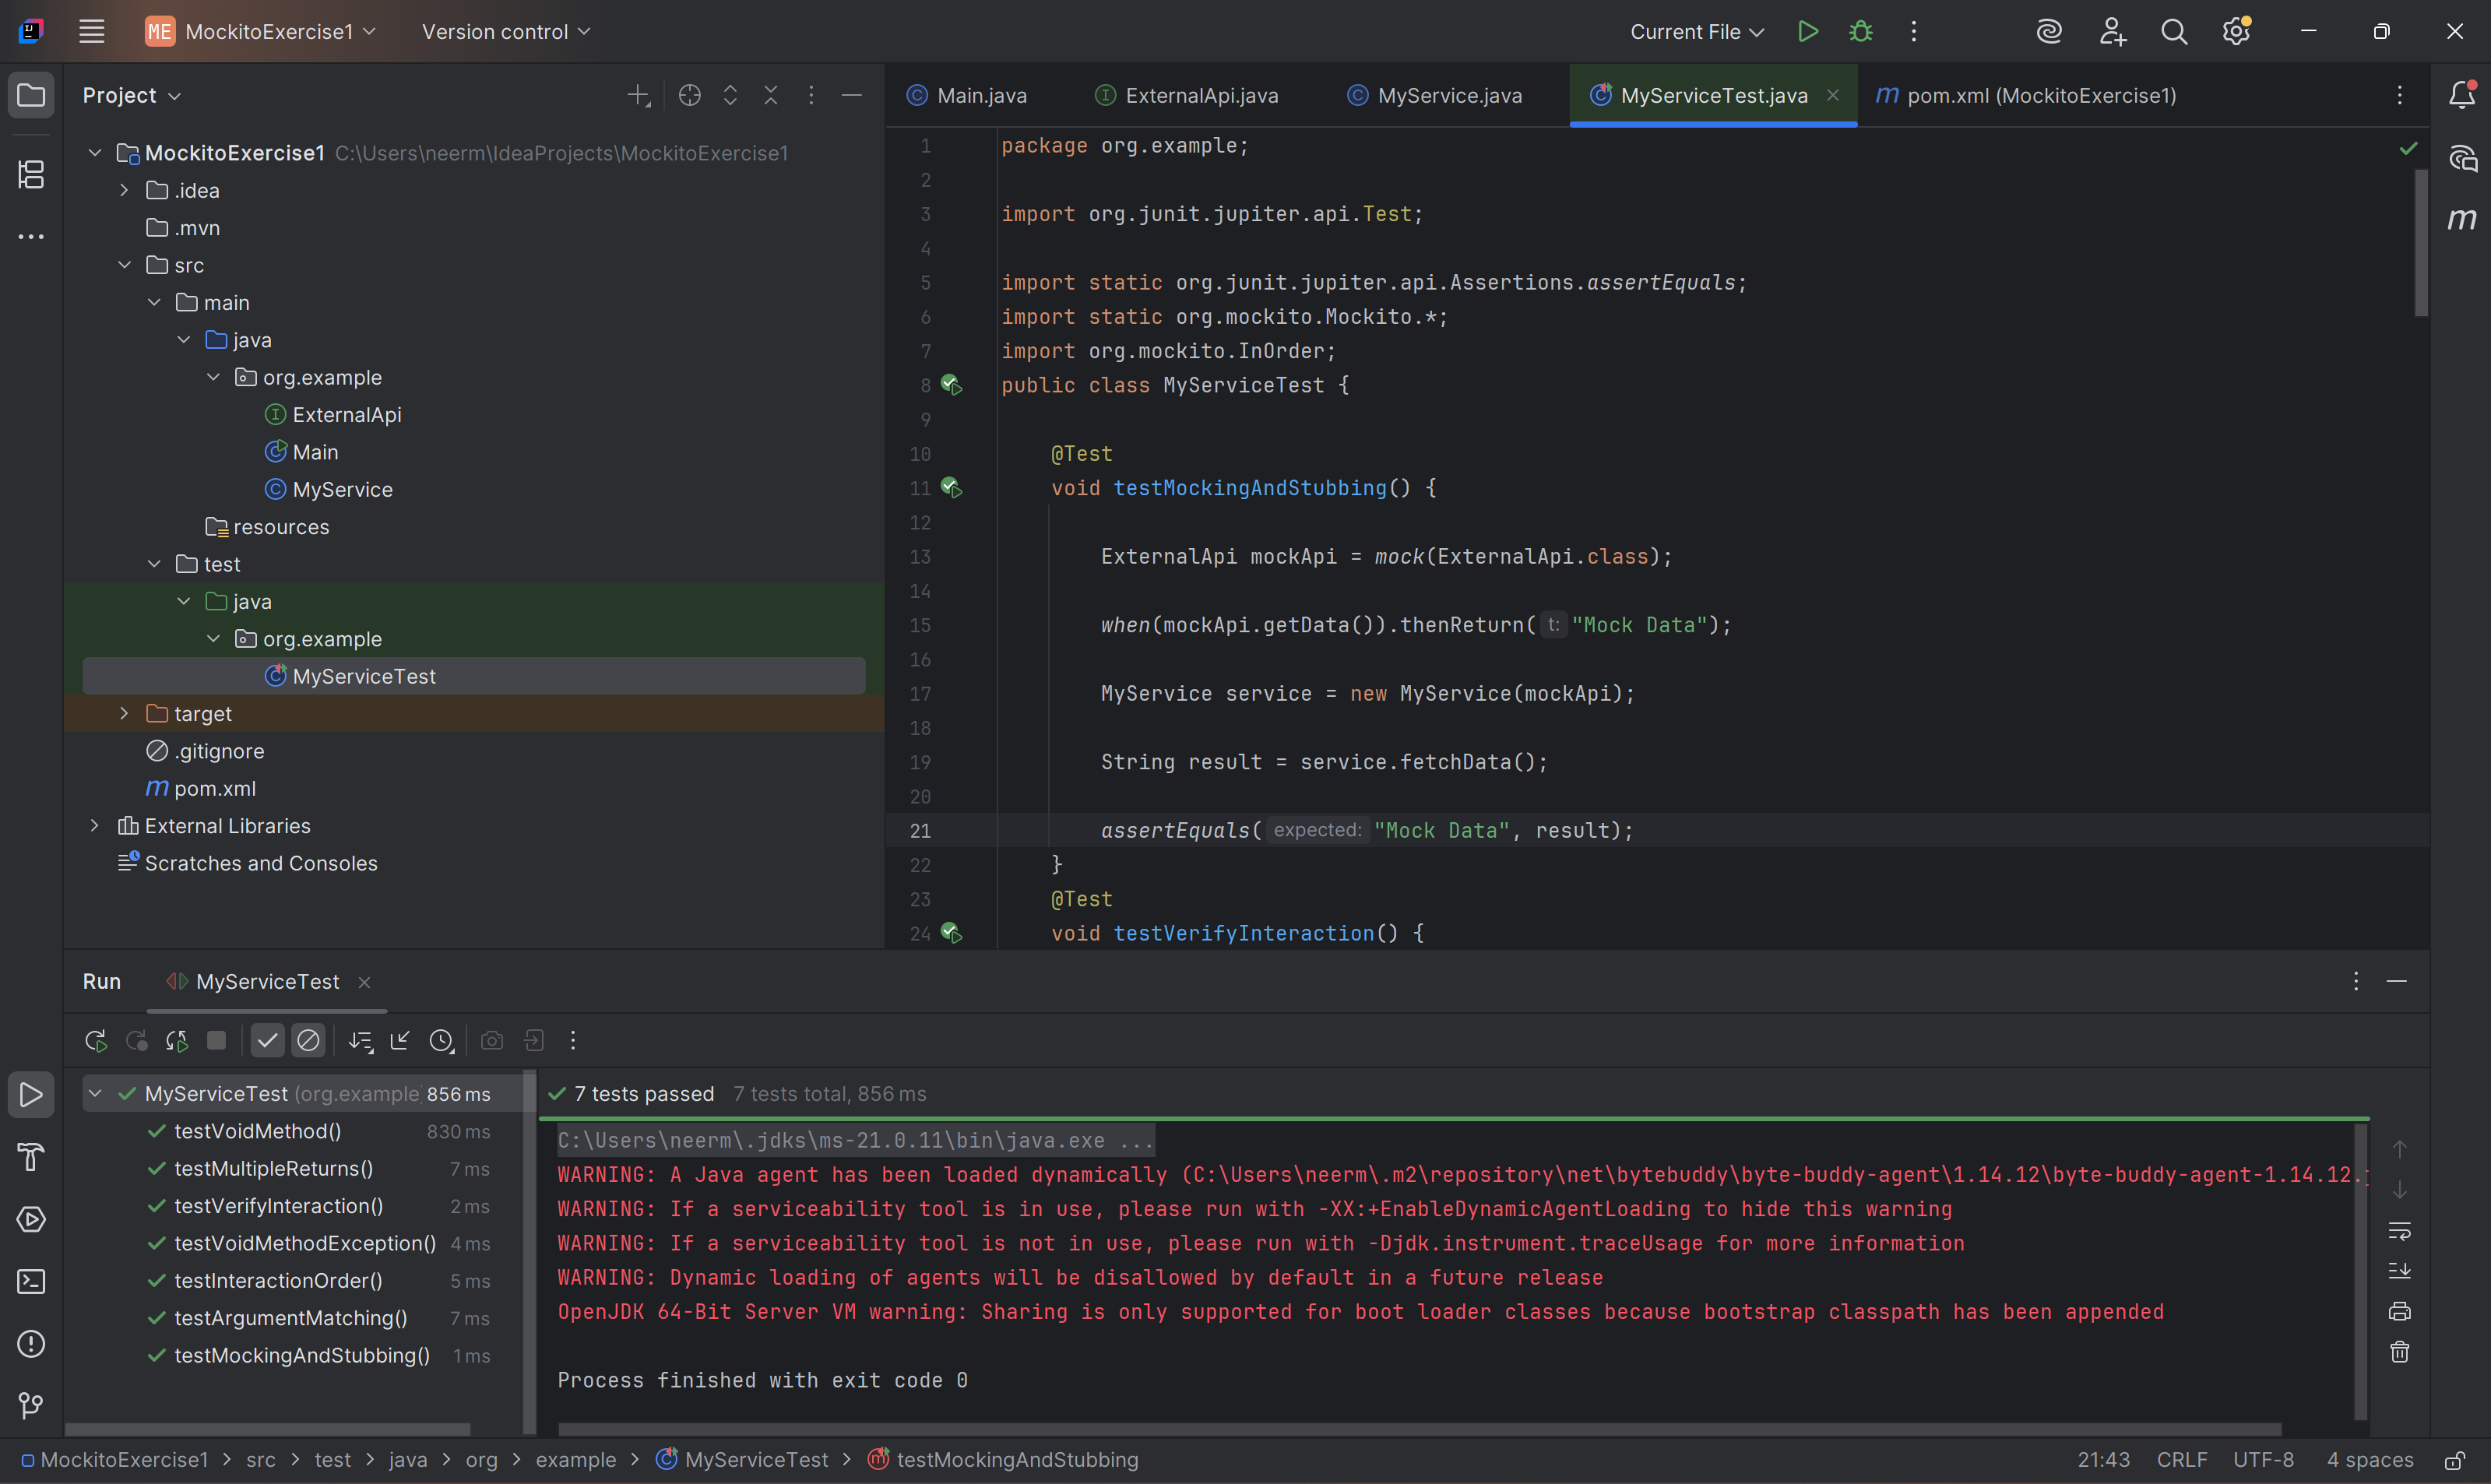 ME MockitoExercise1 Version control Current File
Project
Main.java ExternalApi.java MyService.java MyServiceTest.java pom.xml (MockitoExercise1)
MockitoExercise1 C:\Users\neerm\IdeaProjects\MockitoExercise1
.idea
.mvn
src
main
java
org.example
ExternalApi
Main
MyService
resources
test
java
org.example
MyServiceTest
target
.gitignore
pom.xml
External Libraries
Scratches and Consoles
1 package org.example;
2
3 import org.junit.jupiter.api.Test;
4
5 import static org.junit.jupiter.api.Assertions.assertEquals;
6 import static org.mockito.Mockito.*;
7 import org.mockito.InOrder;
8 public class MyServiceTest {
9
10 @Test
11 void testMockingAndStubbing() {
12
13 ExternalApi mockApi = mock(ExternalApi.class);
14
15 when(mockApi.getData()).thenReturn( t: "Mock Data");
16
17 MyService service = new MyService(mockApi);
18
19 String result = service.fetchData();
20
21 assertEquals( expected: "Mock Data", result);
22 }
23 @Test
24 void testVerifyInteraction() {
Run MyServiceTest
MyServiceTest (org.example 856 ms
testVoidMethod() 830 ms
testMultipleReturns() 7 ms
testVerifyInteraction() 2 ms
testVoidMethodException() 4 ms
testInteractionOrder() 5 ms
testArgumentMatching() 7 ms
testMockingAndStubbing() 1 ms
7 tests passed 7 tests total, 856 ms
C:\Users\neerm\.jdks\ms-21.0.11\bin\java.exe ...
WARNING: A Java agent has been loaded dynamically (C:\Users\neerm\.m2\repository\net\bytebuddy\byte-buddy-agent\1.14.12\byte-buddy-agent-1.14.12.j
WARNING: If a serviceability tool is in use, please run with -XX:+EnableDynamicAgentLoading to hide this warning
WARNING: If a serviceability tool is not in use, please run with -Djdk.instrument.traceUsage for more information
WARNING: Dynamic loading of agents will be disallowed by default in a future release
OpenJDK 64-Bit Server VM warning: Sharing is only supported for boot loader classes because bootstrap classpath has been appended
Process finished with exit code 0
MockitoExercise1 > src > test > java > org > example > MyServiceTest > testMockingAndStubbing 21:43 CRLF UTF-8 4 spaces